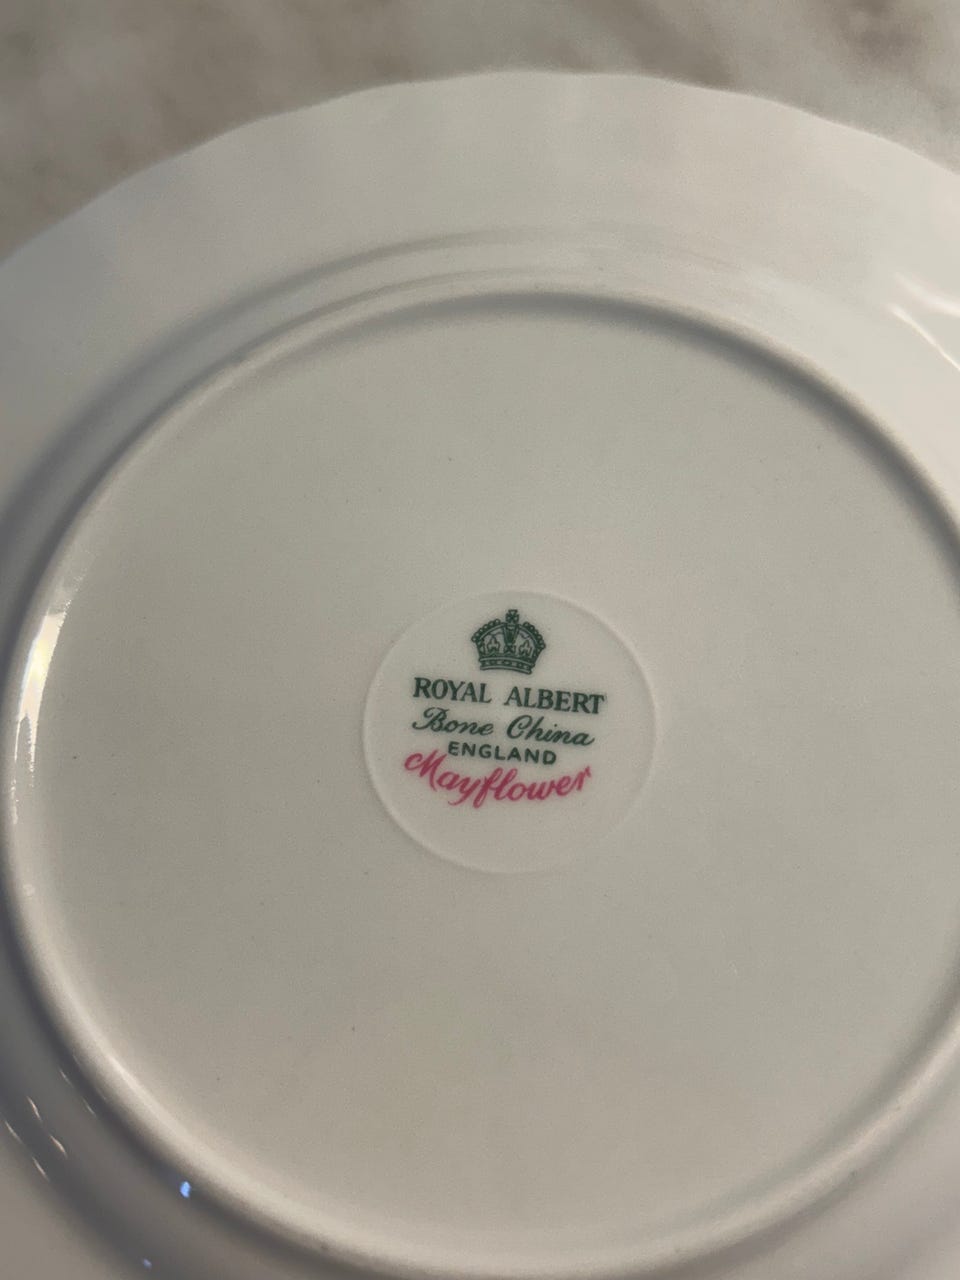 ROYAL ALBERT
Bone China
ENGLAND
Mayflower